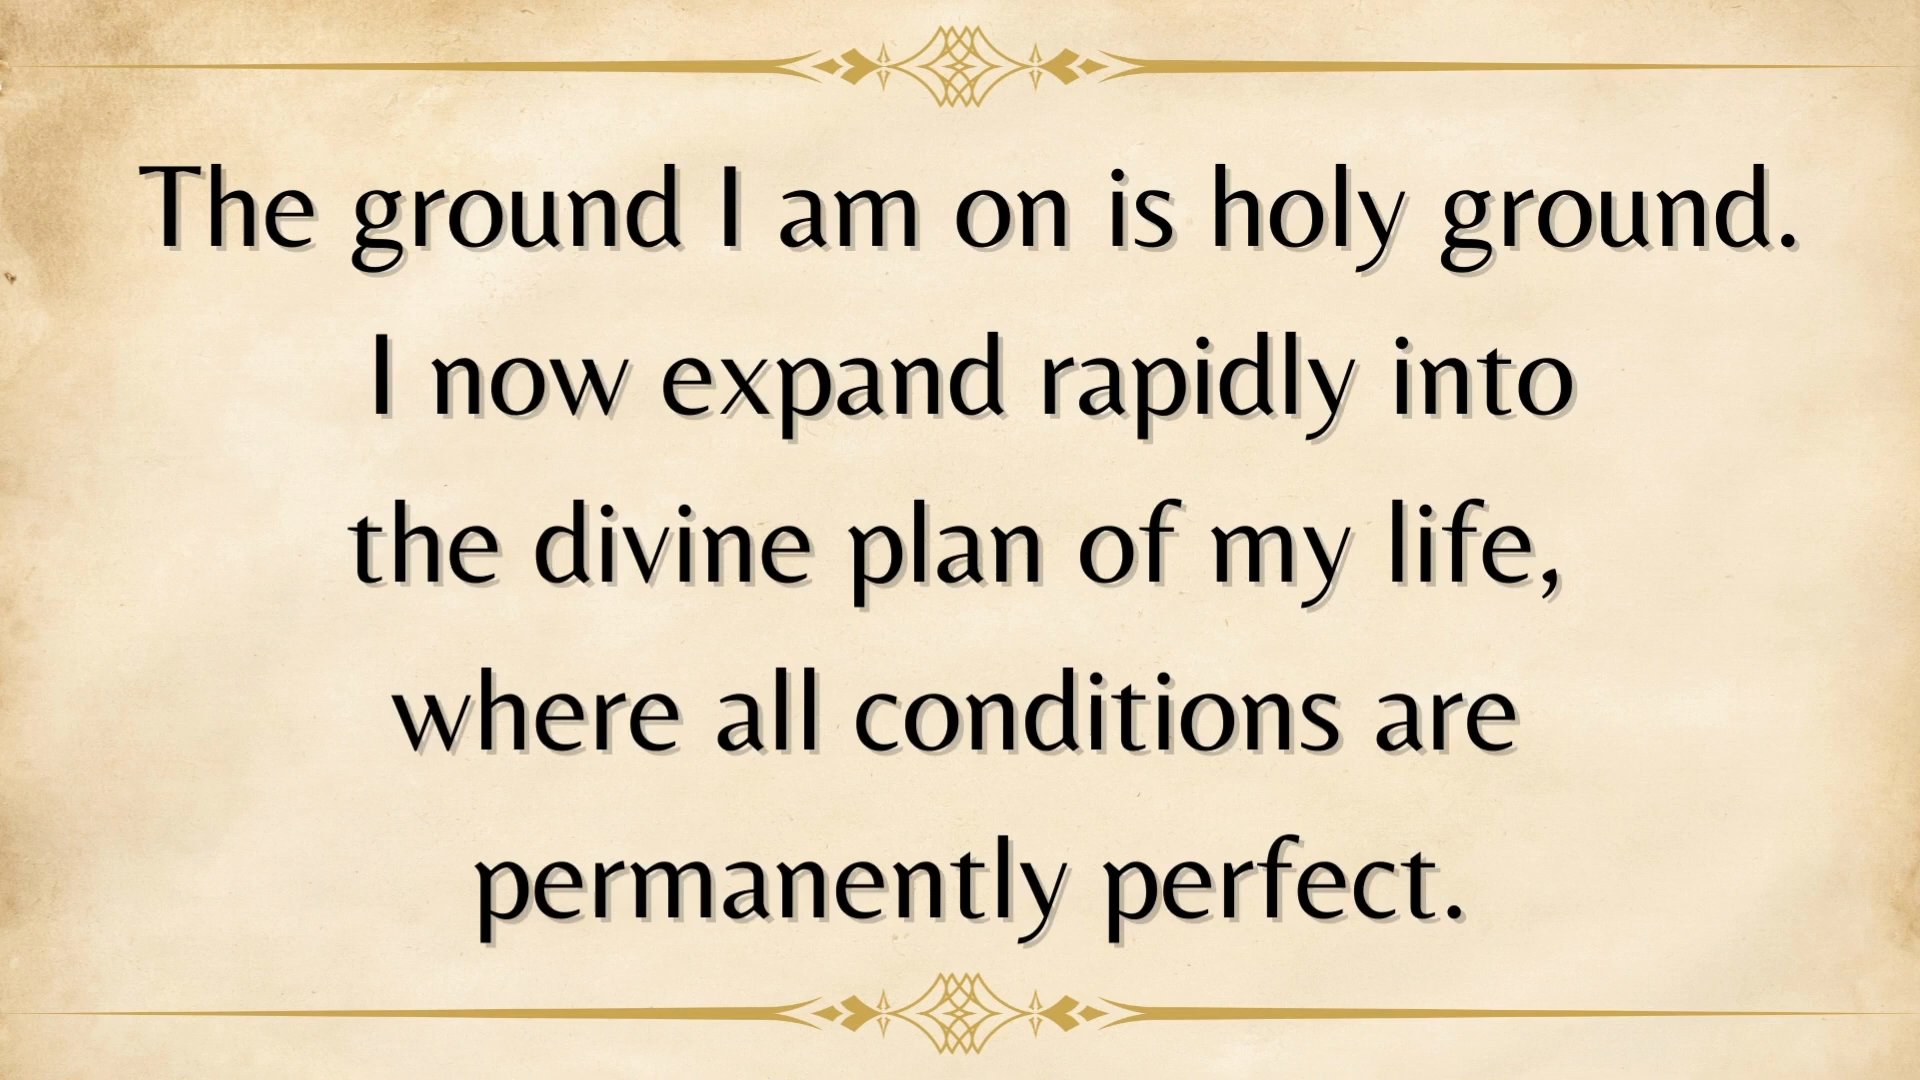 The ground I am on is holy ground.
I now expand rapidly into
the divine plan of my life,
where all conditions are
permanently perfect.